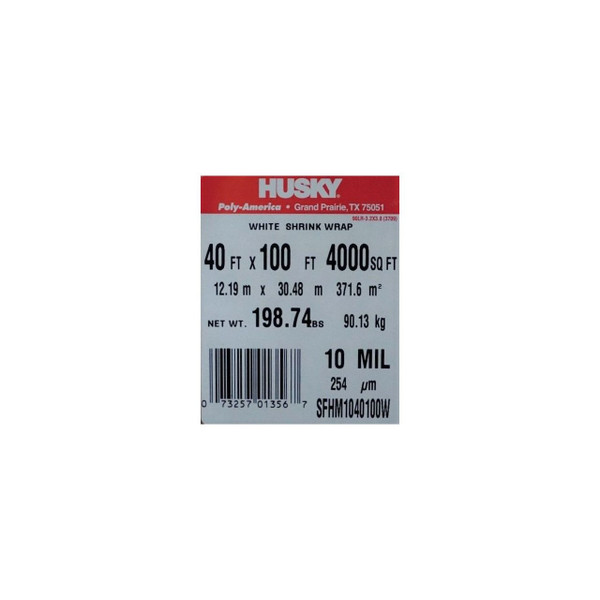 HUSKY®
Poly-America • Grand Prairie, TX 75051
WHITE SHRINK WRAP
40 FT X 100 FT 4000 SQ FT
12.19 m x 30.48 m 371.6 m²
NET WT. 198.74 LBS 90.13 kg
10 MIL
254 µm
0 73257 01356 7
SFHM1040100W